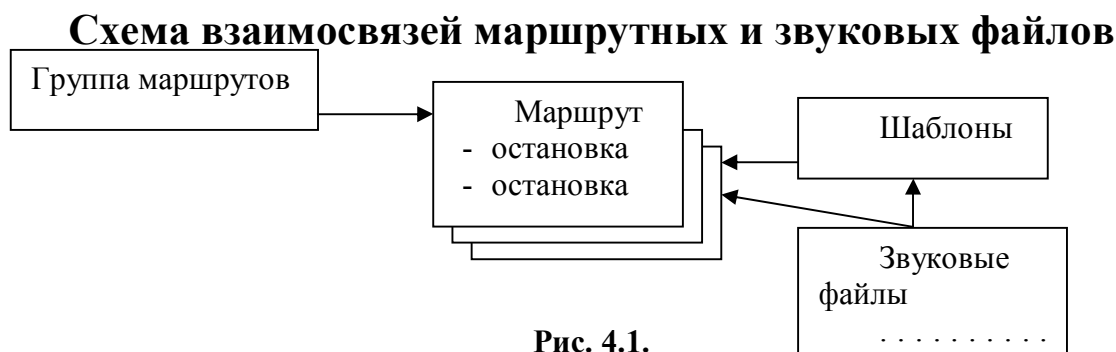 Схема взаимосвязей маршрутных и звуковых файлов
Группа маршрутов
Маршрут
- остановка
- остановка
Шаблоны
Звуковые
файлы
. . . . . . . . . .
Рис. 4.1.